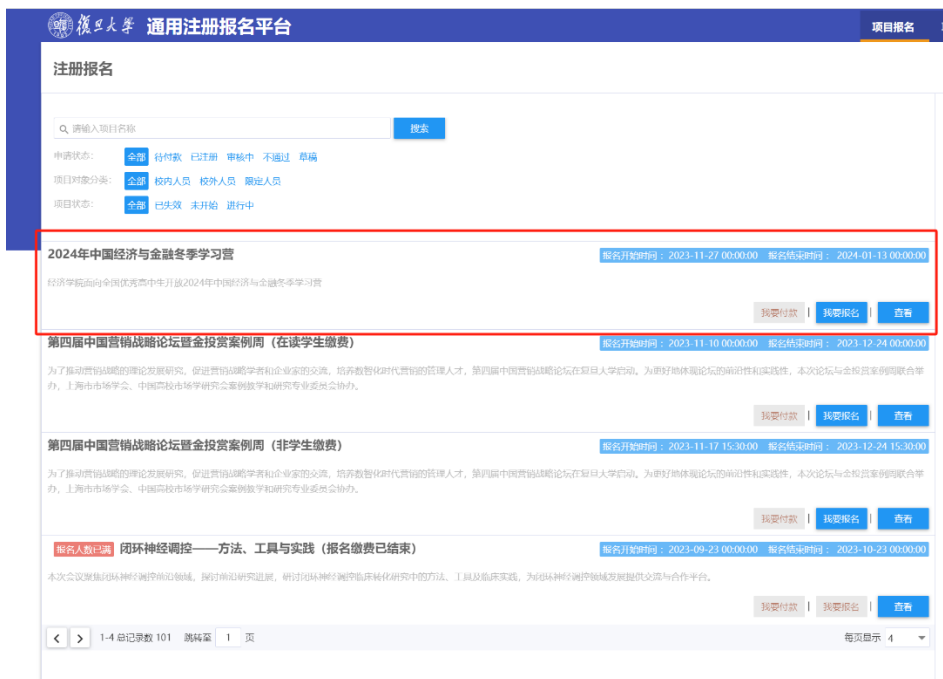 復旦大學 通用注册报名平台
项目报名
注册报名
请输入项目名称
搜索
申请状态: 全部 待付款 已注册 审核中 不通过 草稿
项目对象分类: 全部 校内人员 校外人员 限定人员
项目状态: 全部 已失效 未开始 进行中
2024年中国经济与金融冬季学习营
报名开始时间: 2023-11-27 00:00:00 报名结束时间: 2024-01-13 00:00:00
经济学院面向全国优秀高中生开放2024年中国经济与金融冬季学习营
我要付款 | 我要报名 | 查看
第四届中国营销战略论坛暨金投赏案例周（在读学生缴费）
报名开始时间: 2023-11-10 00:00:00 报名结束时间: 2023-12-24 00:00:00
为了推动营销战略的理论发展研究，促进营销战略学者和企业家的交流，培养数智化时代营销的管理人才，第四届中国营销战略论坛在复旦大学启动。为更好地体现论坛的前沿性和实践性，本次论坛与金投赏案例周联合举
办，上海市市场学会、中国高校市场学研究会案例教学和研究专业委员会协办。
我要付款 | 我要报名 | 查看
第四届中国营销战略论坛暨金投赏案例周（非学生缴费）
报名开始时间: 2023-11-17 15:30:00 报名结束时间: 2023-12-24 15:30:00
为了推动营销战略的理论发展研究，促进营销战略学者和企业家的交流，培养数智化时代营销的管理人才，第四届中国营销战略论坛在复旦大学启动。为更好地体现论坛的前沿性和实践性，本次论坛与金投赏案例周联合举
办，上海市市场学会、中国高校市场学研究会案例教学和研究专业委员会协办。
我要付款 | 我要报名 | 查看
报名人数已满 闭环神经调控——方法、工具与实践（报名缴费已结束）
报名开始时间: 2023-09-23 00:00:00 报名结束时间: 2023-10-23 00:00:00
本次会议聚焦闭环神经调控前沿领域，探讨前沿研究进展，研讨闭环神经调控临床转化研究中的方法、工具及临床实践，为闭环神经调控领域发展提供交流与合作平台。
我要付款 | 我要报名 | 查看
1-4 总记录数 101 跳转至 1 页
每页显示 4